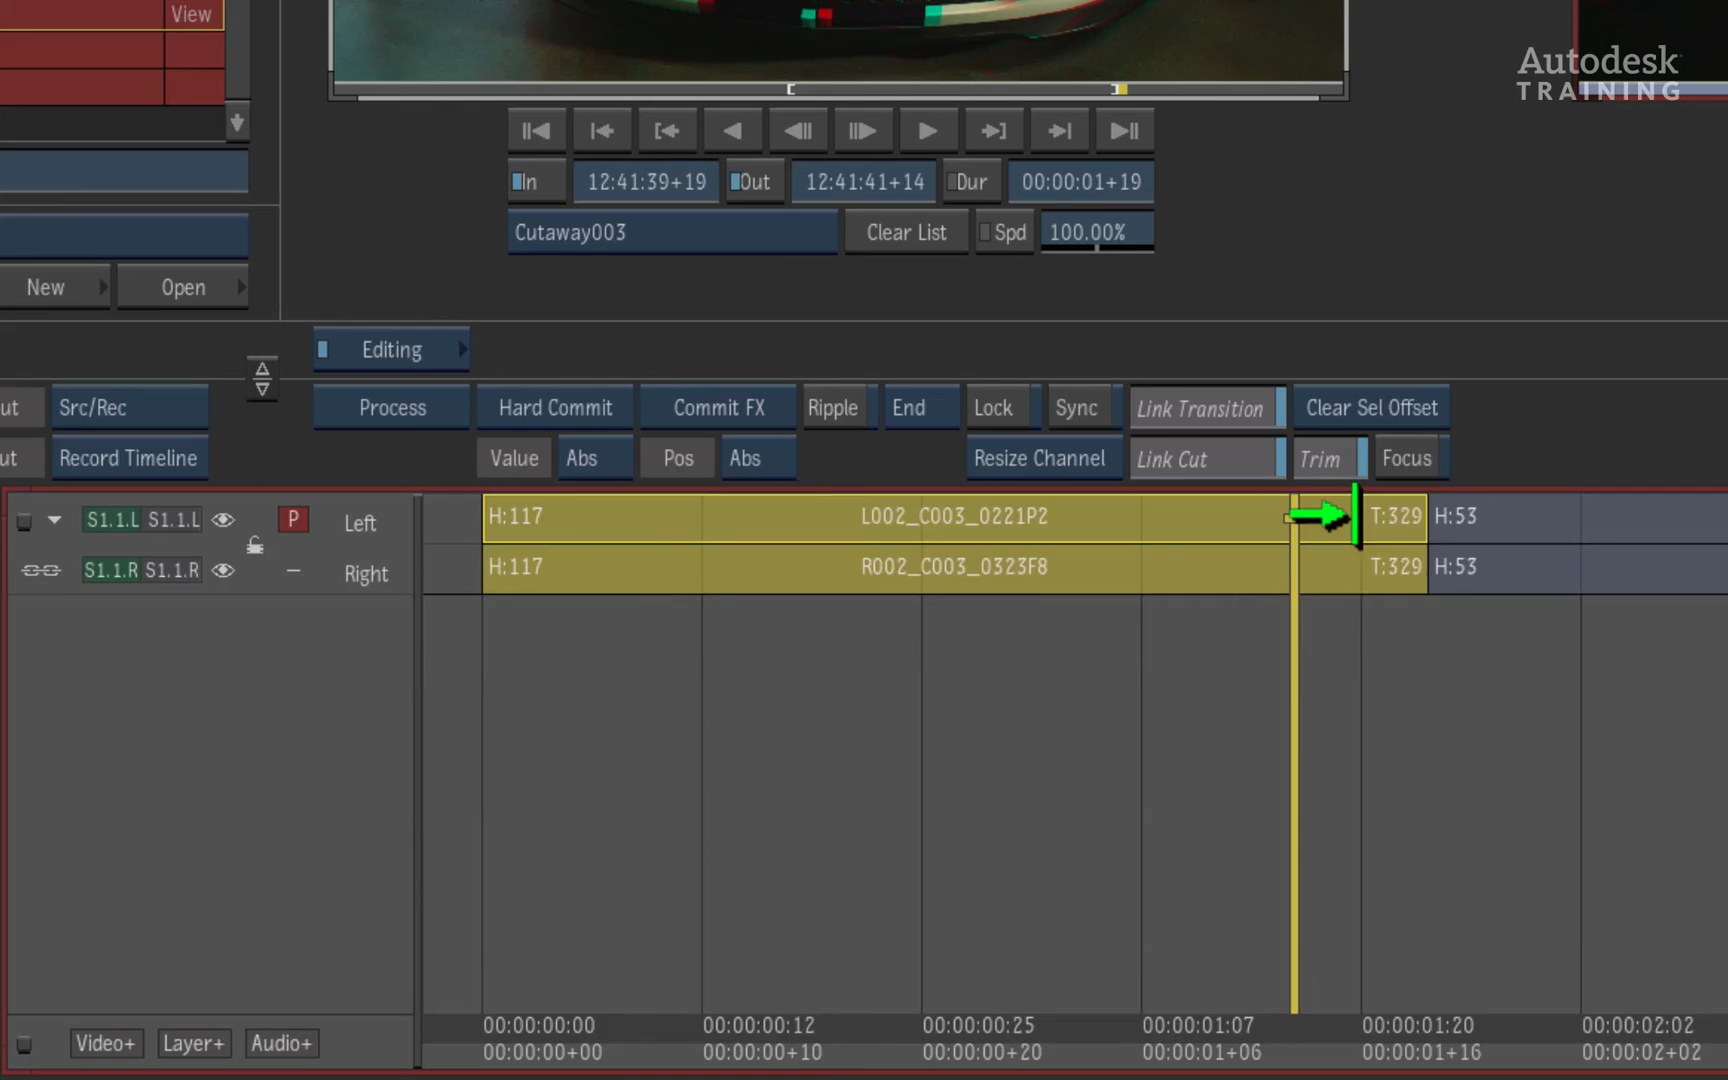 View
Autodesk
TRAINING
In 12:41:39+19 Out 12:41:41+14 Dur 00:00:01+19
Cutaway003 Clear List Spd 100.00%
New Open
Editing
ut Src/Rec Process Hard Commit Commit FX Ripple End Lock Sync Link Transition Clear Sel Offset
ut Record Timeline Value Abs Pos Abs Resize Channel Link Cut Trim Focus
S1.1.L S1.1.L P Left H:117 L002_C003_0221P2 T:329 H:53
S1.1.R S1.1.R Right H:117 R002_C003_0323F8 T:329 H:53
00:00:00:00 00:00:00:12 00:00:00:25 00:00:01:07 00:00:01:20 00:00:02:02
Video+ Layer+ Audio+
00:00:00+00 00:00:00+10 00:00:00+20 00:00:01+06 00:00:01+16 00:00:02+02